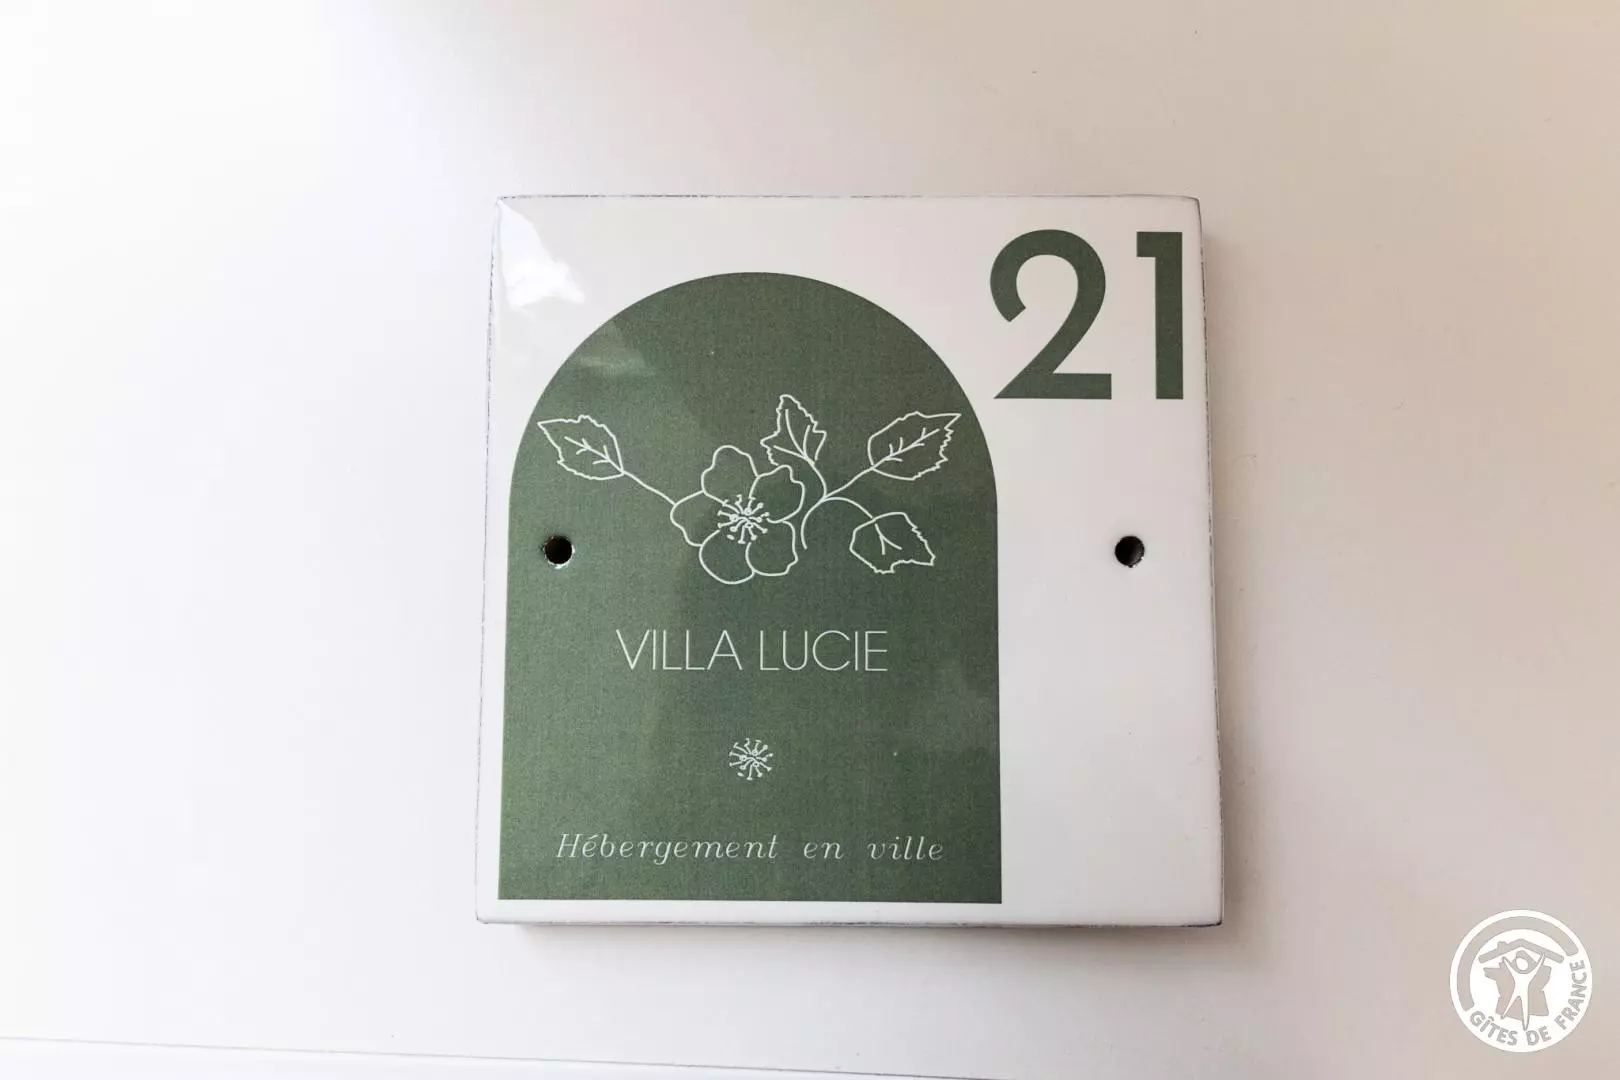 21
VILLA LUCIE
Hébergement en ville
GÎTES DE FRANCE